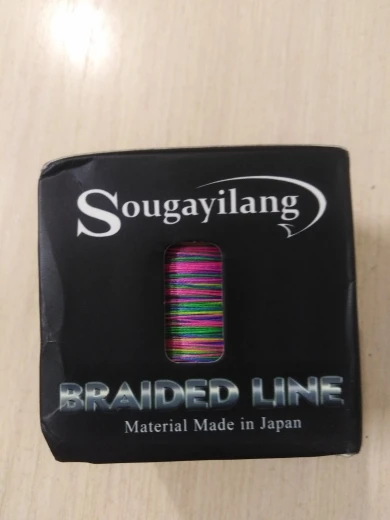 Sougayilang
BRAIDED LINE
Material Made in Japan